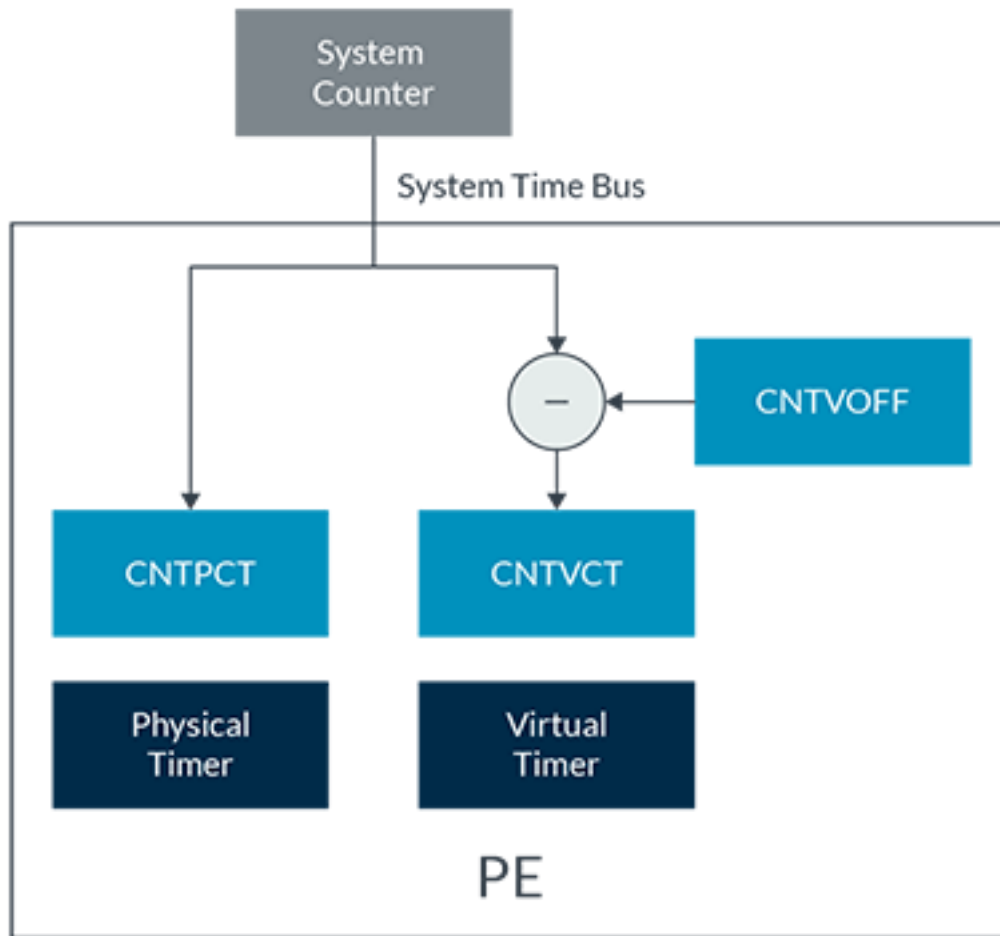 System
Counter
System Time Bus
−
CNTVOFF
CNTPCT
CNTVCT
Physical
Timer
Virtual
Timer
PE